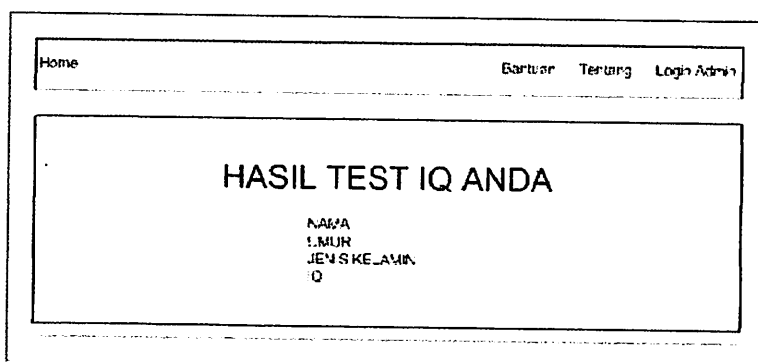 Home Bantuan Tentang Login Admin
HASIL TEST IQ ANDA
NAMA
UMUR
JENIS KELAMIN
IQ